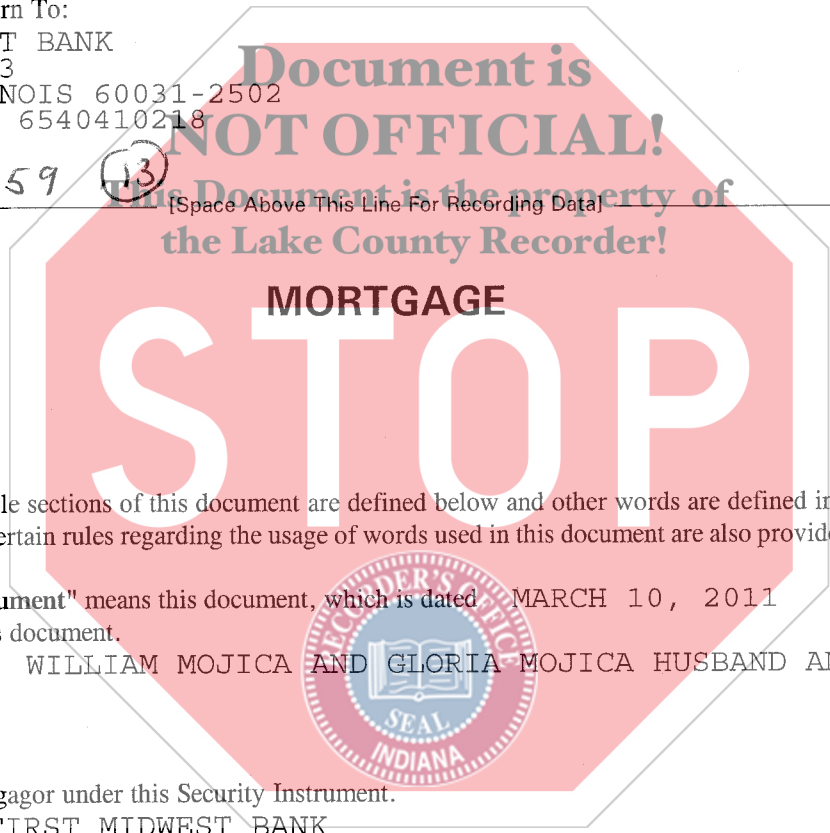 rn To:
T BANK
3
NOIS 60031-2502
6540410218
59 13
Document is
NOT OFFICIAL!
This Document is the property of
the Lake County Recorder!
[Space Above This Line For Recording Data]
MORTGAGE
STOP
le sections of this document are defined below and other words are defined in
ertain rules regarding the usage of words used in this document are also provide
ument" means this document, which is dated MARCH 10, 2011
s document.
WILLIAM MOJICA AND GLORIA MOJICA HUSBAND AN
RECORDER'S OFFICE
SEAL
INDIANA
gagor under this Security Instrument.
FIRST MIDWEST BANK